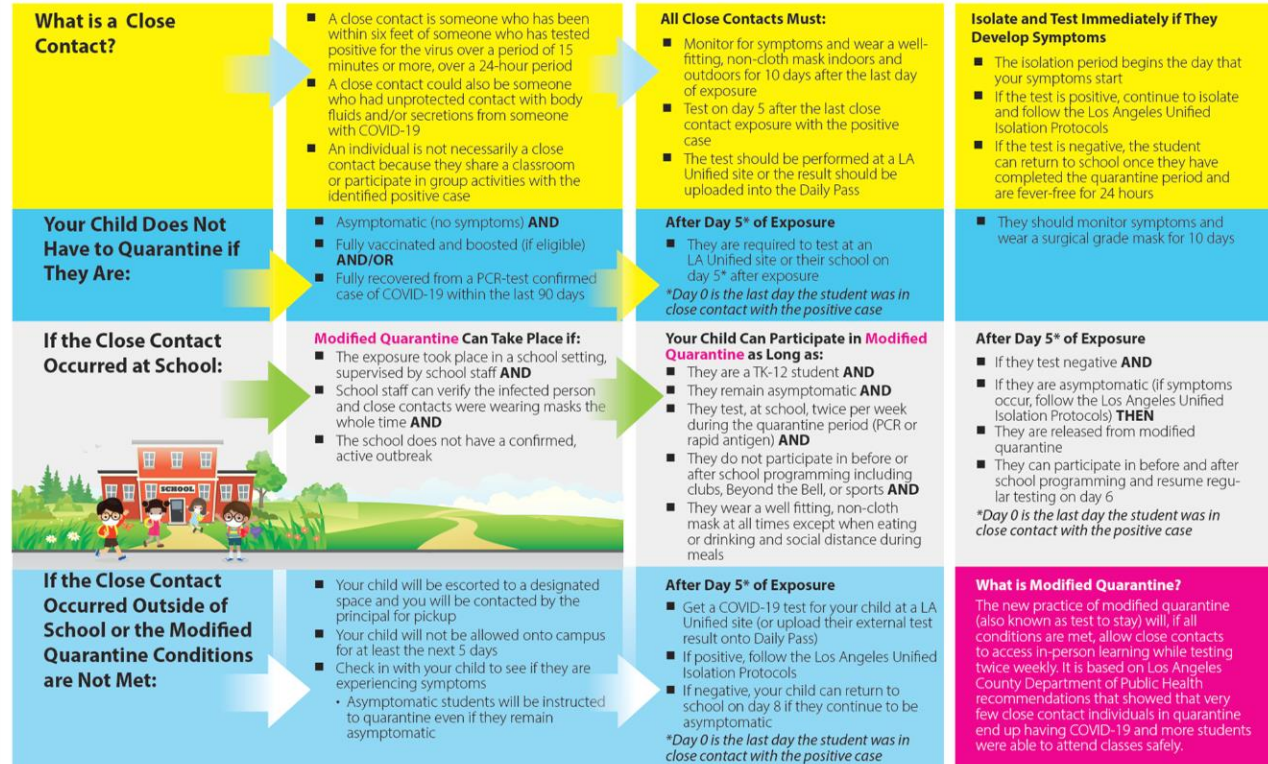 What is a Close
Contact?
■ A close contact is someone who has been
within six feet of someone who has tested
positive for the virus over a period of 15
minutes or more, over a 24-hour period
■ A close contact could also be someone
who had unprotected contact with body
fluids and/or secretions from someone
with COVID-19
■ An individual is not necessarily a close
contact because they share a classroom
or participate in group activities with the
identified positive case
All Close Contacts Must:
■ Monitor for symptoms and wear a well-
fitting, non-cloth mask indoors and
outdoors for 10 days after the last day
of exposure
■ Test on day 5 after the last close
contact exposure with the positive
case
■ The test should be performed at a LA
Unified site or the result should be
uploaded into the Daily Pass
Isolate and Test Immediately if They
Develop Symptoms
■ The isolation period begins the day that
your symptoms start
■ If the test is positive, continue to isolate
and follow the Los Angeles Unified
Isolation Protocols
■ If the test is negative, the student
can return to school once they have
completed the quarantine period and
are fever-free for 24 hours
Your Child Does Not
Have to Quarantine if
They Are:
■ Asymptomatic (no symptoms) AND
■ Fully vaccinated and boosted (if eligible)
AND/OR
■ Fully recovered from a PCR-test confirmed
case of COVID-19 within the last 90 days
After Day 5* of Exposure
■ They are required to test at an
LA Unified site or their school on
day 5* after exposure
*Day 0 is the last day the student was in
close contact with the positive case
■ They should monitor symptoms and
wear a surgical grade mask for 10 days
If the Close Contact
Occurred at School:
SCHOOL
Modified Quarantine Can Take Place if:
■ The exposure took place in a school setting,
supervised by school staff AND
■ School staff can verify the infected person
and close contacts were wearing masks the
whole time AND
■ The school does not have a confirmed,
active outbreak
Your Child Can Participate in Modified
Quarantine as Long as:
■ They are a TK-12 student AND
■ They remain asymptomatic AND
■ They test, at school, twice per week
during the quarantine period (PCR or
rapid antigen) AND
■ They do not participate in before or
after school programming including
clubs, Beyond the Bell, or sports AND
■ They wear a well fitting, non-cloth
mask at all times except when eating
or drinking and social distance during
meals
After Day 5* of Exposure
■ If they test negative AND
■ If they are asymptomatic (if symptoms
occur, follow the Los Angeles Unified
Isolation Protocols) THEN
■ They are released from modified
quarantine
■ They can participate in before and after
school programming and resume regu-
lar testing on day 6
*Day 0 is the last day the student was in
close contact with the positive case
If the Close Contact
Occurred Outside of
School or the Modified
Quarantine Conditions
are Not Met:
■ Your child will be escorted to a designated
space and you will be contacted by the
principal for pickup
■ Your child will not be allowed onto campus
for at least the next 5 days
■ Check in with your child to see if they are
experiencing symptoms
• Asymptomatic students will be instructed
to quarantine even if they remain
asymptomatic
After Day 5* of Exposure
■ Get a COVID-19 test for your child at a LA
Unified site (or upload their external test
result onto Daily Pass)
■ If positive, follow the Los Angeles Unified
Isolation Protocols
■ If negative, your child can return to
school on day 8 if they continue to be
asymptomatic
*Day 0 is the last day the student was in
close contact with the positive case
What is Modified Quarantine?
The new practice of modified quarantine
(also known as test to stay) will, if all
conditions are met, allow close contacts
to access in-person learning while testing
twice weekly. It is based on Los Angeles
County Department of Public Health
recommendations that showed that very
few close contact individuals in quarantine
end up having COVID-19 and more students
were able to attend classes safely.